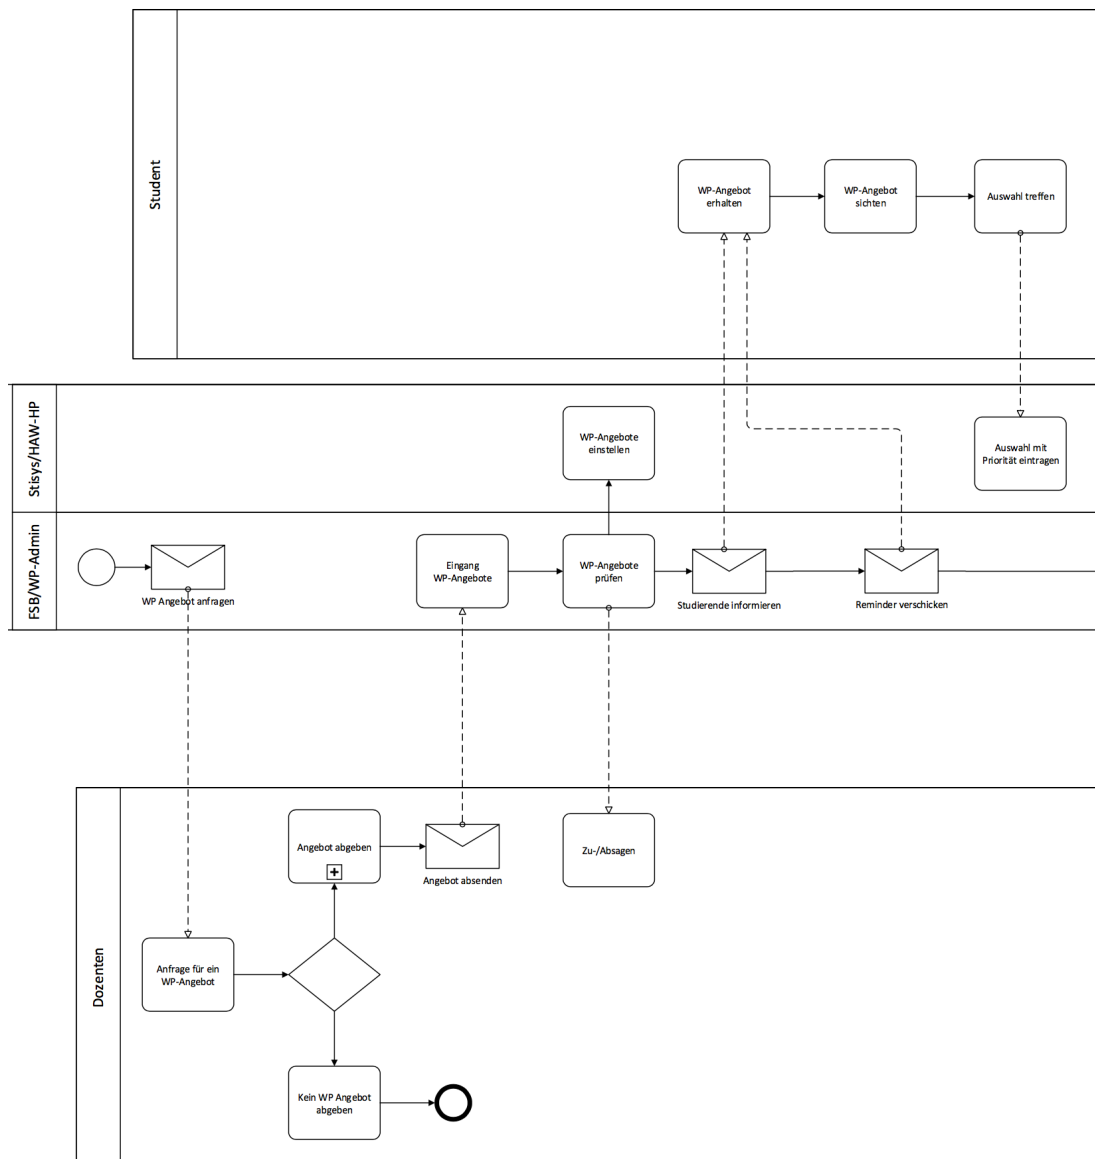 Student
WP-Angebot
erhalten
WP-Angebot
sichten
Auswahl treffen
Stisys/HAW-HP
WP-Angebote
einstellen
Auswahl mit
Priorität eintragen
FSB/WP-Admin
WP Angebot anfragen
Eingang
WP-Angebote
WP-Angebote
prüfen
Studierende informieren
Reminder verschicken
Dozenten
Angebot abgeben
Angebot absenden
Zu-/Absagen
Anfrage für ein
WP-Angebot
Kein WP Angebot
abgeben